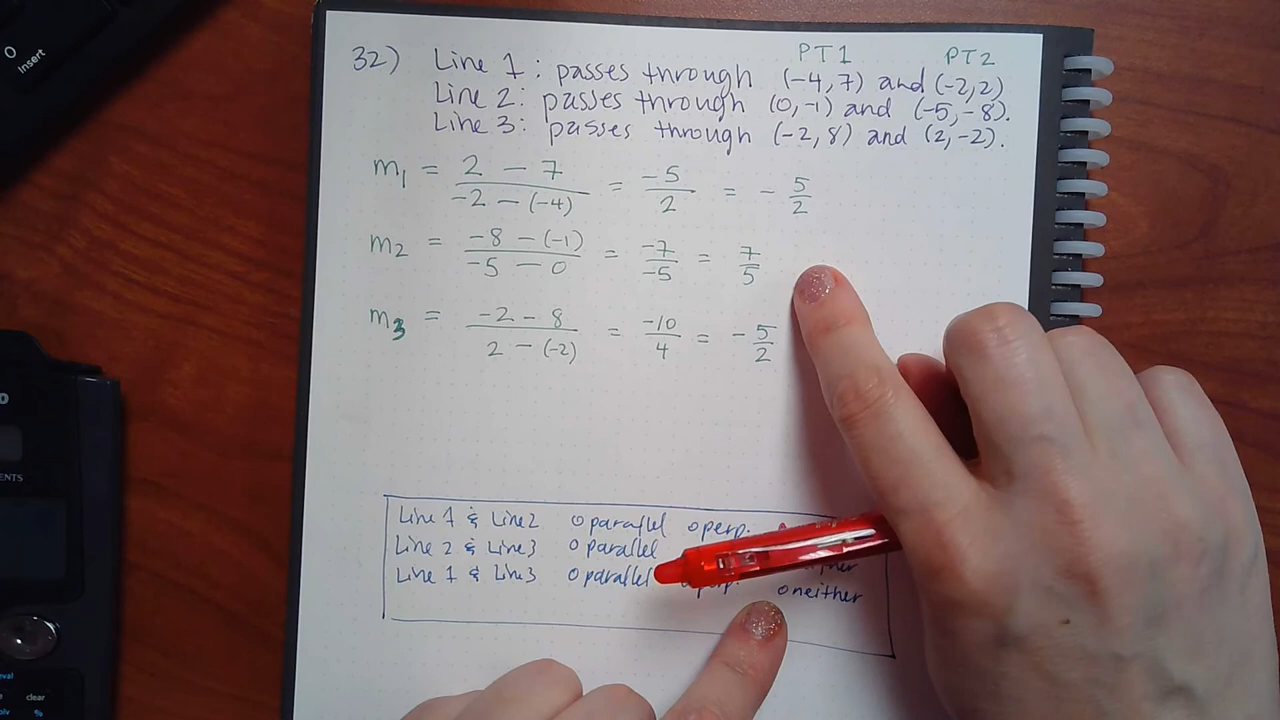 PT1 PT2
32) Line 1: passes through (-4, 7) and (-2, 2)
Line 2: passes through (0, -1) and (-5, -8).
Line 3: passes through (-2, 8) and (2, -2).
m₁ = (2 - 7)/(-2 - (-4)) = -5/2 = - 5/2
m₂ = (-8 - (-1))/(-5 - 0) = -7/-5 = 7/5
m₃ = (-2 - 8)/(2 - (-2)) = -10/4 = - 5/2
Line 1 & Line 2 o parallel o perp.
Line 2 & Line 3 o parallel
Line 1 & Line 3 o parallel o neither
0
Insert
clear
%